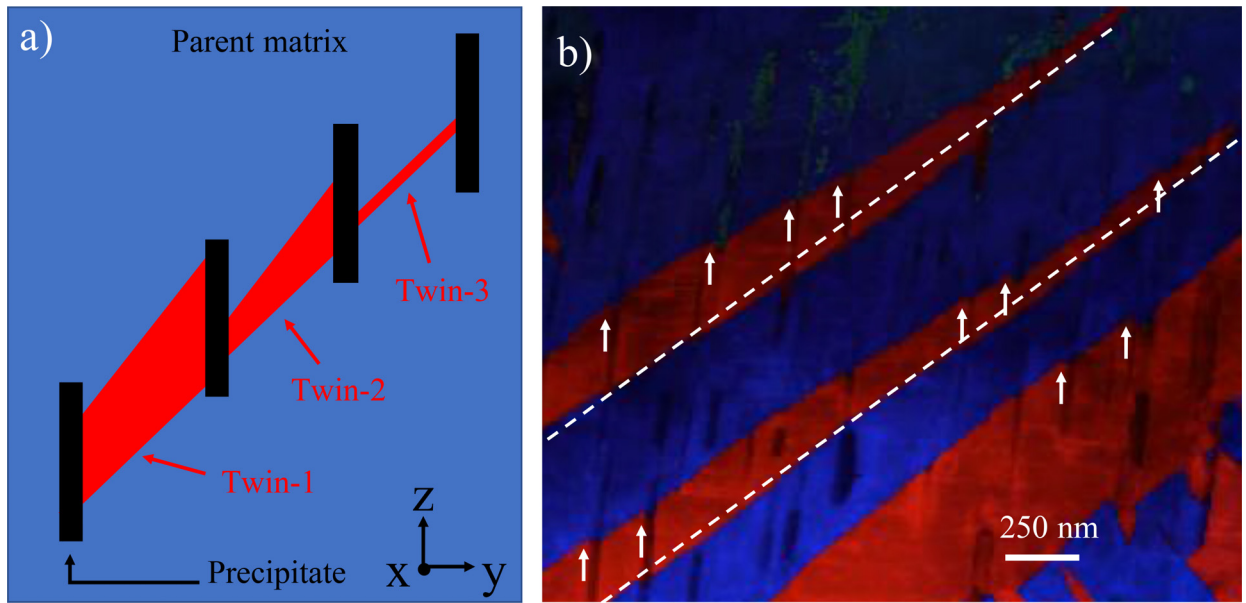 a)
Parent matrix
Twin-3
Twin-2
Twin-1
z
x
y
Precipitate
b)
250 nm